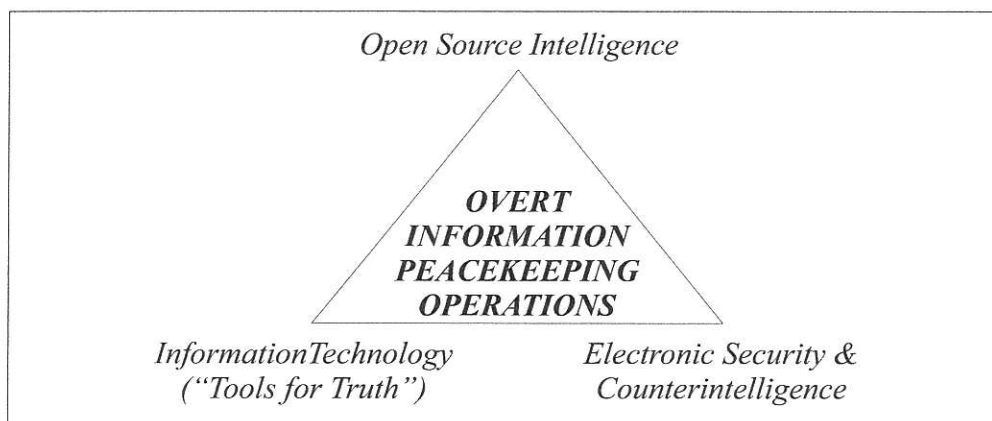 Open Source Intelligence
OVERT
INFORMATION
PEACEKEEPING
OPERATIONS
InformationTechnology
(“Tools for Truth”)
Electronic Security &
Counterintelligence